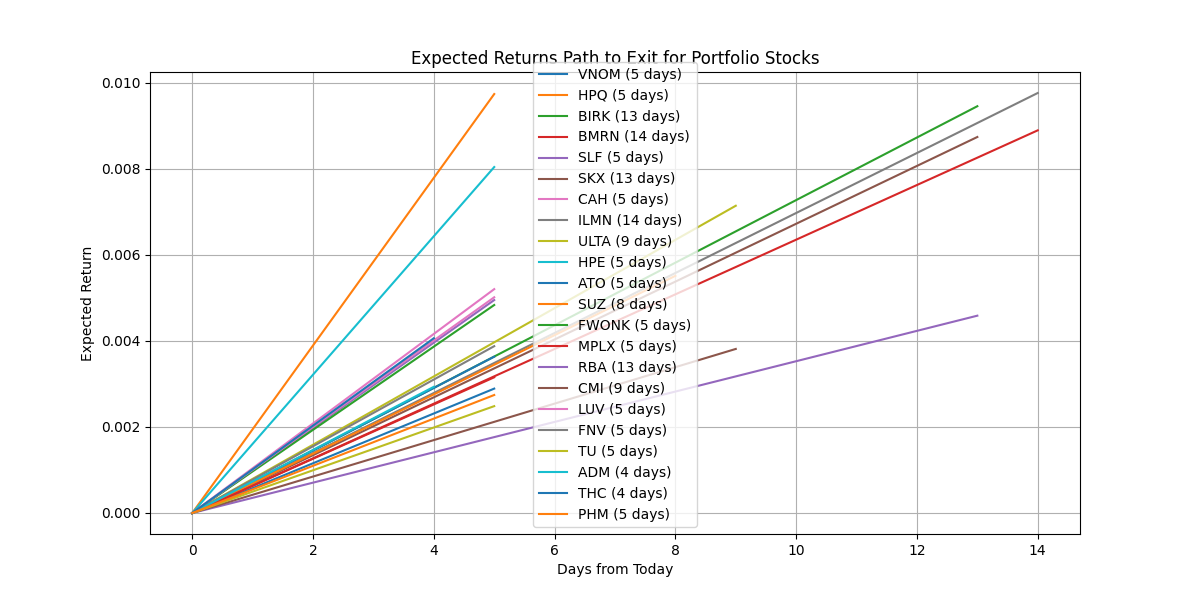 Expected Returns Path to Exit for Portfolio Stocks
Expected Return
0.010
0.008
0.006
0.004
0.002
0.000
VNOM (5 days)
HPQ (5 days)
BIRK (13 days)
BMRN (14 days)
SLF (5 days)
SKX (13 days)
CAH (5 days)
ILMN (14 days)
ULTA (9 days)
HPE (5 days)
ATO (5 days)
SUZ (8 days)
FWONK (5 days)
MPLX (5 days)
RBA (13 days)
CMI (9 days)
LUV (5 days)
FNV (5 days)
TU (5 days)
ADM (4 days)
THC (4 days)
PHM (5 days)
0 2 4 6 8 10 12 14
Days from Today